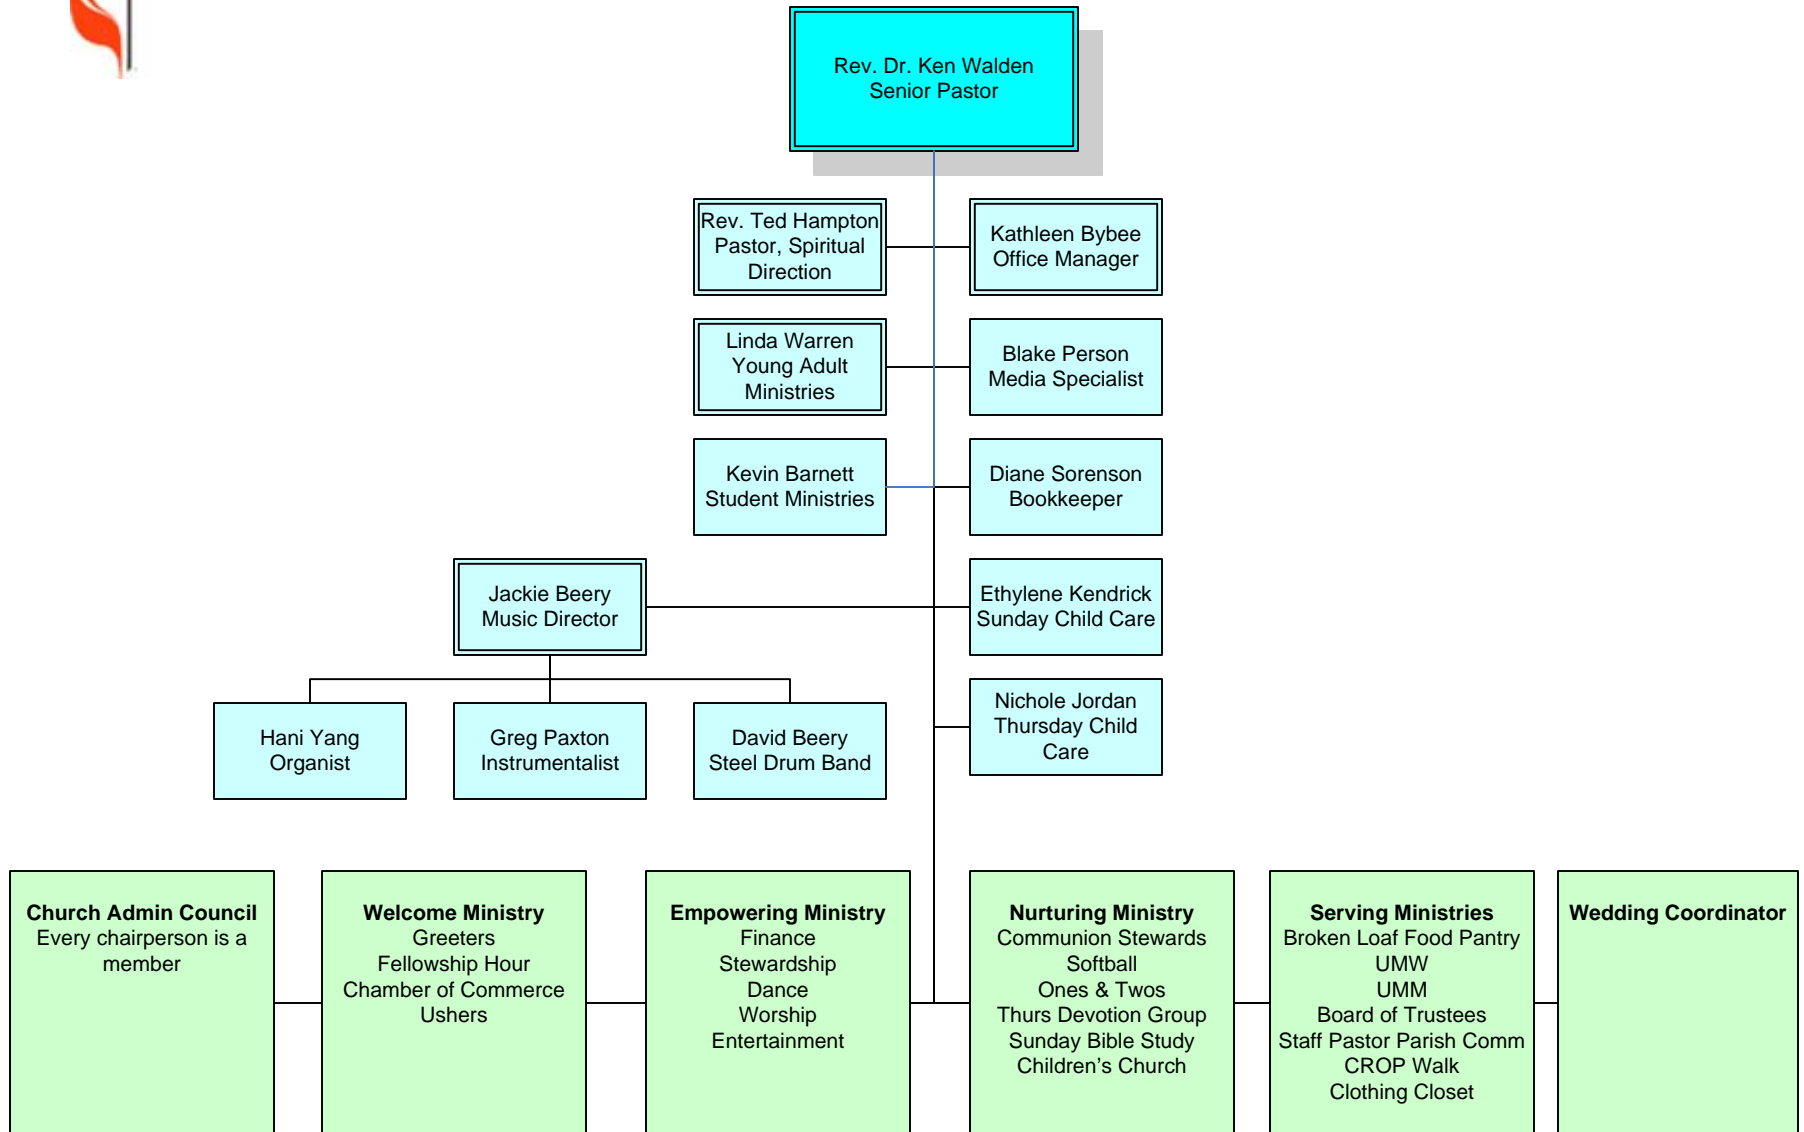 Rev. Dr. Ken Walden
Senior Pastor
Rev. Ted Hampton
Pastor, Spiritual
Direction
Kathleen Bybee
Office Manager
Linda Warren
Young Adult
Ministries
Blake Person
Media Specialist
Kevin Barnett
Student Ministries
Diane Sorenson
Bookkeeper
Jackie Beery
Music Director
Ethylene Kendrick
Sunday Child Care
Hani Yang
Organist
Greg Paxton
Instrumentalist
David Beery
Steel Drum Band
Nichole Jordan
Thursday Child
Care
Church Admin Council
Every chairperson is a
member
Welcome Ministry
Greeters
Fellowship Hour
Chamber of Commerce
Ushers
Empowering Ministry
Finance
Stewardship
Dance
Worship
Entertainment
Nurturing Ministry
Communion Stewards
Softball
Ones & Twos
Thurs Devotion Group
Sunday Bible Study
Children’s Church
Serving Ministries
Broken Loaf Food Pantry
UMW
UMM
Board of Trustees
Staff Pastor Parish Comm
CROP Walk
Clothing Closet
Wedding Coordinator